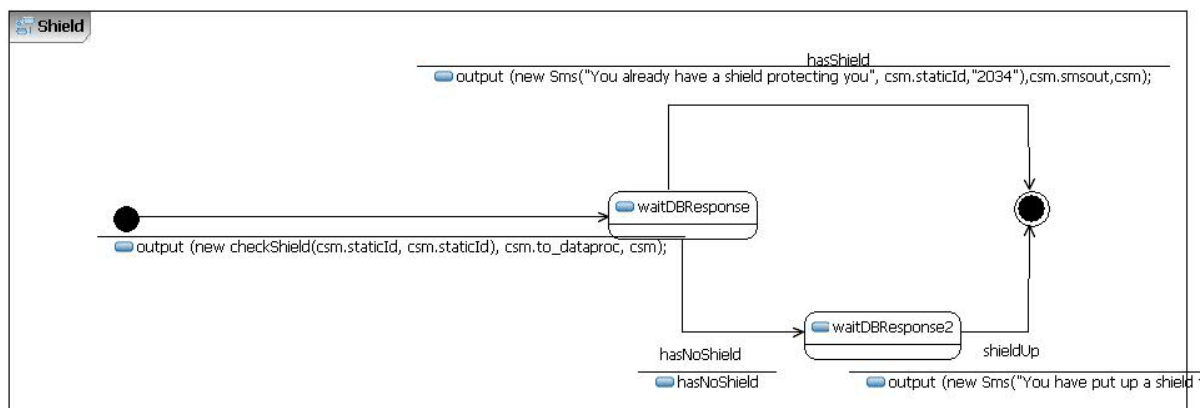 Shield
hasShield
output (new Sms("You already have a shield protecting you", csm.staticId,"2034"),csm.smsout,csm);
waitDBResponse
output (new checkShield(csm.staticId, csm.staticId), csm.to_dataproc, csm);
waitDBResponse2
hasNoShield
shieldUp
hasNoShield
output (new Sms("You have put up a shield